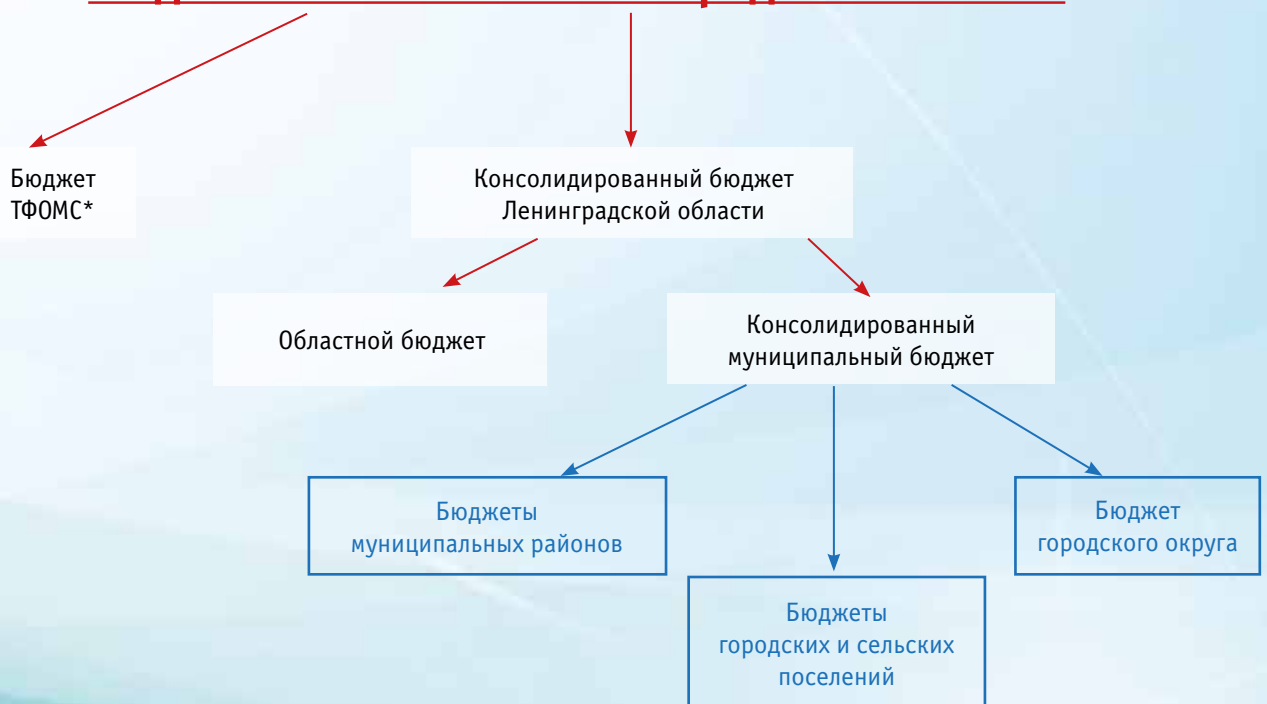 Бюджет
ТФОМС*
Консолидированный бюджет
Ленинградской области
Областной бюджет
Консолидированный
муниципальный бюджет
Бюджеты
муниципальных районов
Бюджеты
городских и сельских
поселений
Бюджет
городского округа